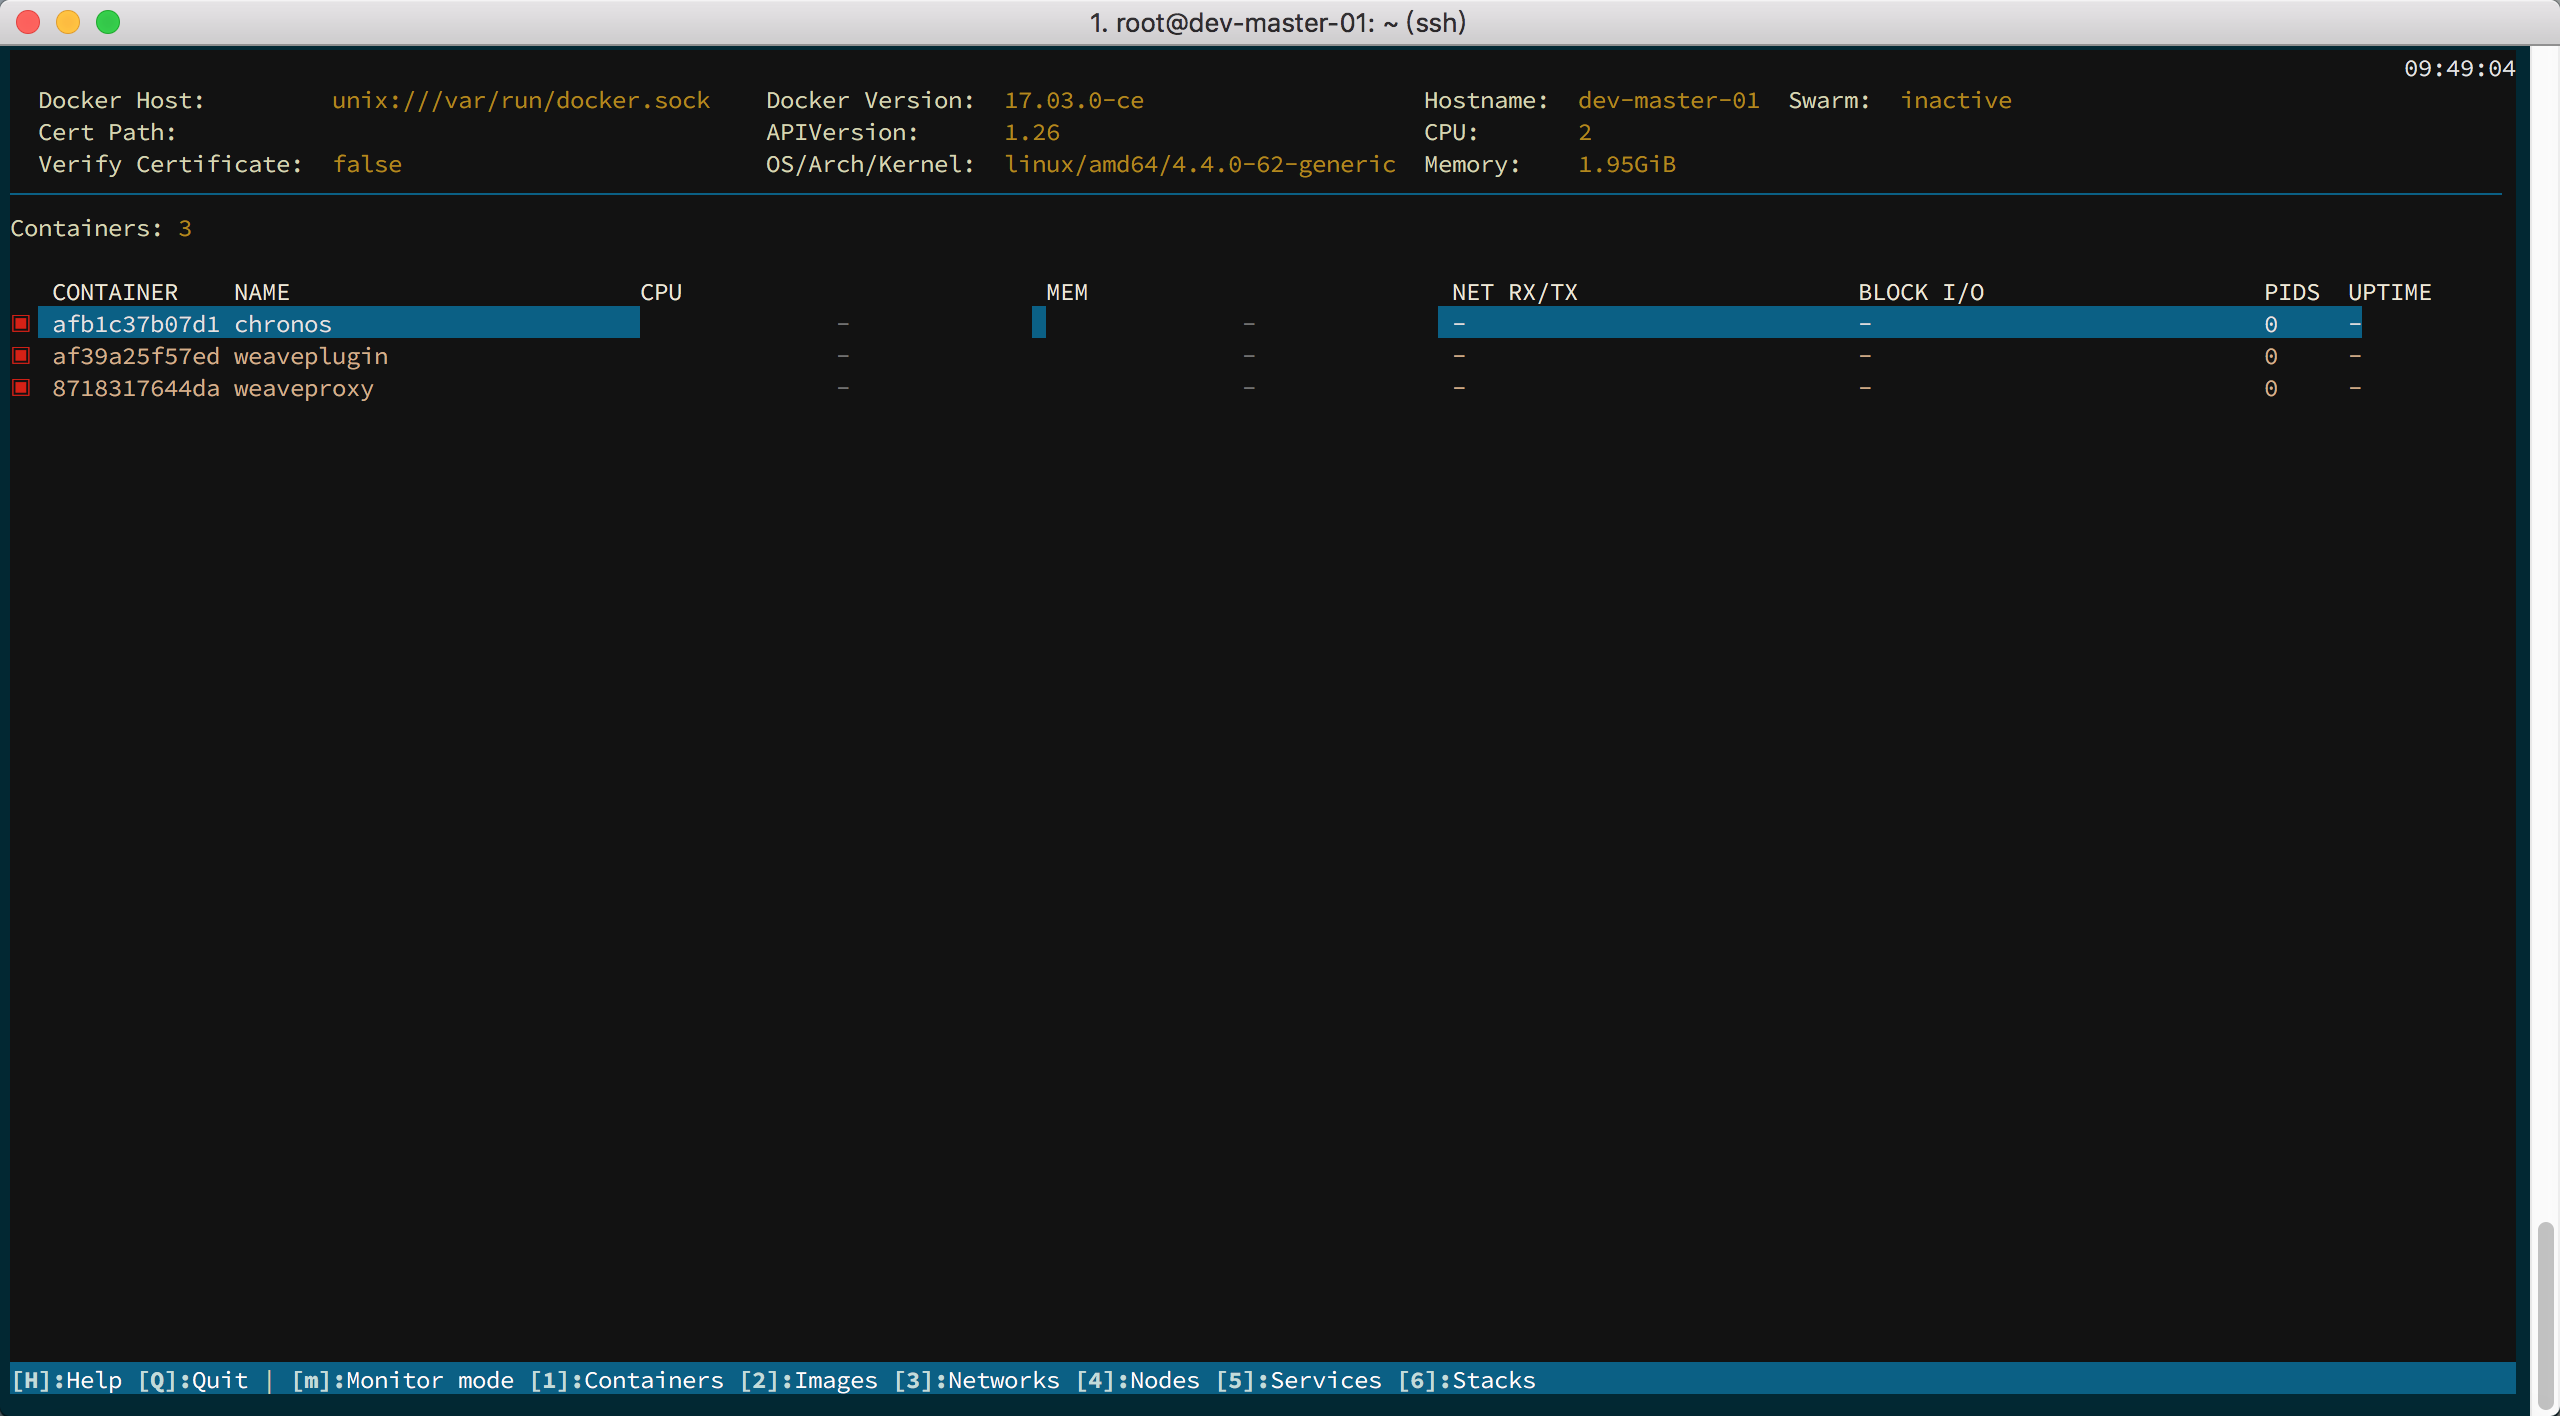 1. root@dev-master-01: ~ (ssh)
09:49:04
Docker Host: unix:///var/run/docker.sock Docker Version: 17.03.0-ce Hostname: dev-master-01 Swarm: inactive
Cert Path: APIVersion: 1.26 CPU: 2
Verify Certificate: false OS/Arch/Kernel: linux/amd64/4.4.0-62-generic Memory: 1.95GiB
Containers: 3
CONTAINER NAME CPU MEM NET RX/TX BLOCK I/O PIDS UPTIME
afb1c37b07d1 chronos - - - - 0 -
af39a25f57ed weaveplugin - - - - 0 -
8718317644da weaveproxy - - - - 0 -
[H]:Help [Q]:Quit | [m]:Monitor mode [1]:Containers [2]:Images [3]:Networks [4]:Nodes [5]:Services [6]:Stacks